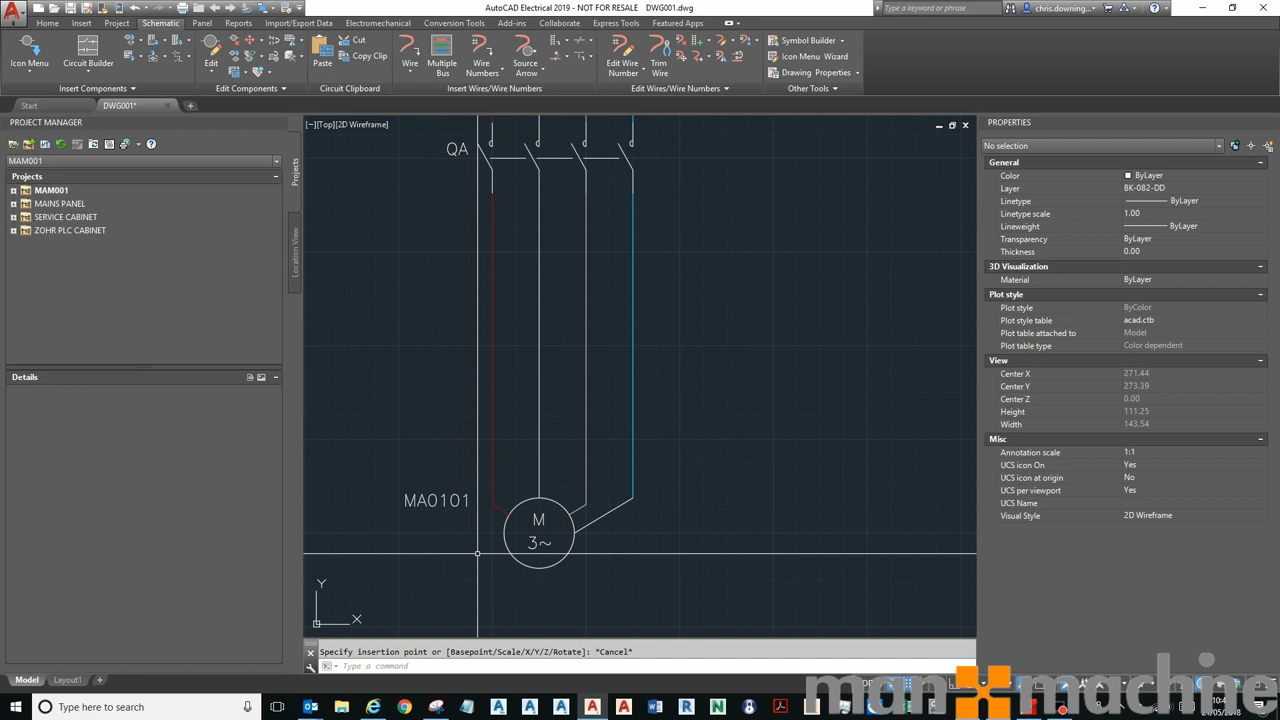 AutoCAD Electrical 2019 - NOT FOR RESALE DWG001.dwg
Type a keyword or phrase
chris.downing...
Home Insert Project Schematic Panel Reports Import/Export Data Electromechanical Conversion Tools Add-ins Collaborate Express Tools Featured Apps
Cut
Copy Clip
Symbol Builder
Icon Menu Wizard
Drawing Properties
Icon Menu
Circuit Builder
Edit
Paste
Wire
Multiple Bus
Wire Numbers
Source Arrow
Edit Wire Number
Trim Wire
Insert Components
Edit Components
Circuit Clipboard
Insert Wires/Wire Numbers
Edit Wires/Wire Numbers
Other Tools
Start
DWG001*
PROJECT MANAGER
MAM001
Projects
MAM001
MAINS PANEL
SERVICE CABINET
ZOHR PLC CABINET
Details
Projects
Location View
[−][Top][2D Wireframe]
QA
MA0101
M
3~
Y
X
Specify insertion point or [Basepoint/Scale/X/Y/Z/Rotate]: *Cancel*
Type a command
PROPERTIES
No selection
General
Color ByLayer
Layer BK-082-DD
Linetype ByLayer
Linetype scale 1.00
Lineweight ByLayer
Transparency ByLayer
Thickness 0.00
3D Visualization
Material ByLayer
Plot style
Plot style ByColor
Plot style table acad.ctb
Plot table attached to Model
Plot table type Color dependent
View
Center X 271.44
Center Y 273.39
Center Z 0.00
Height 111.25
Width 143.54
Misc
Annotation scale 1:1
UCS icon On Yes
UCS icon at origin No
UCS per viewport Yes
UCS Name
Visual Style 2D Wireframe
Model Layout1
Type here to search
man machine